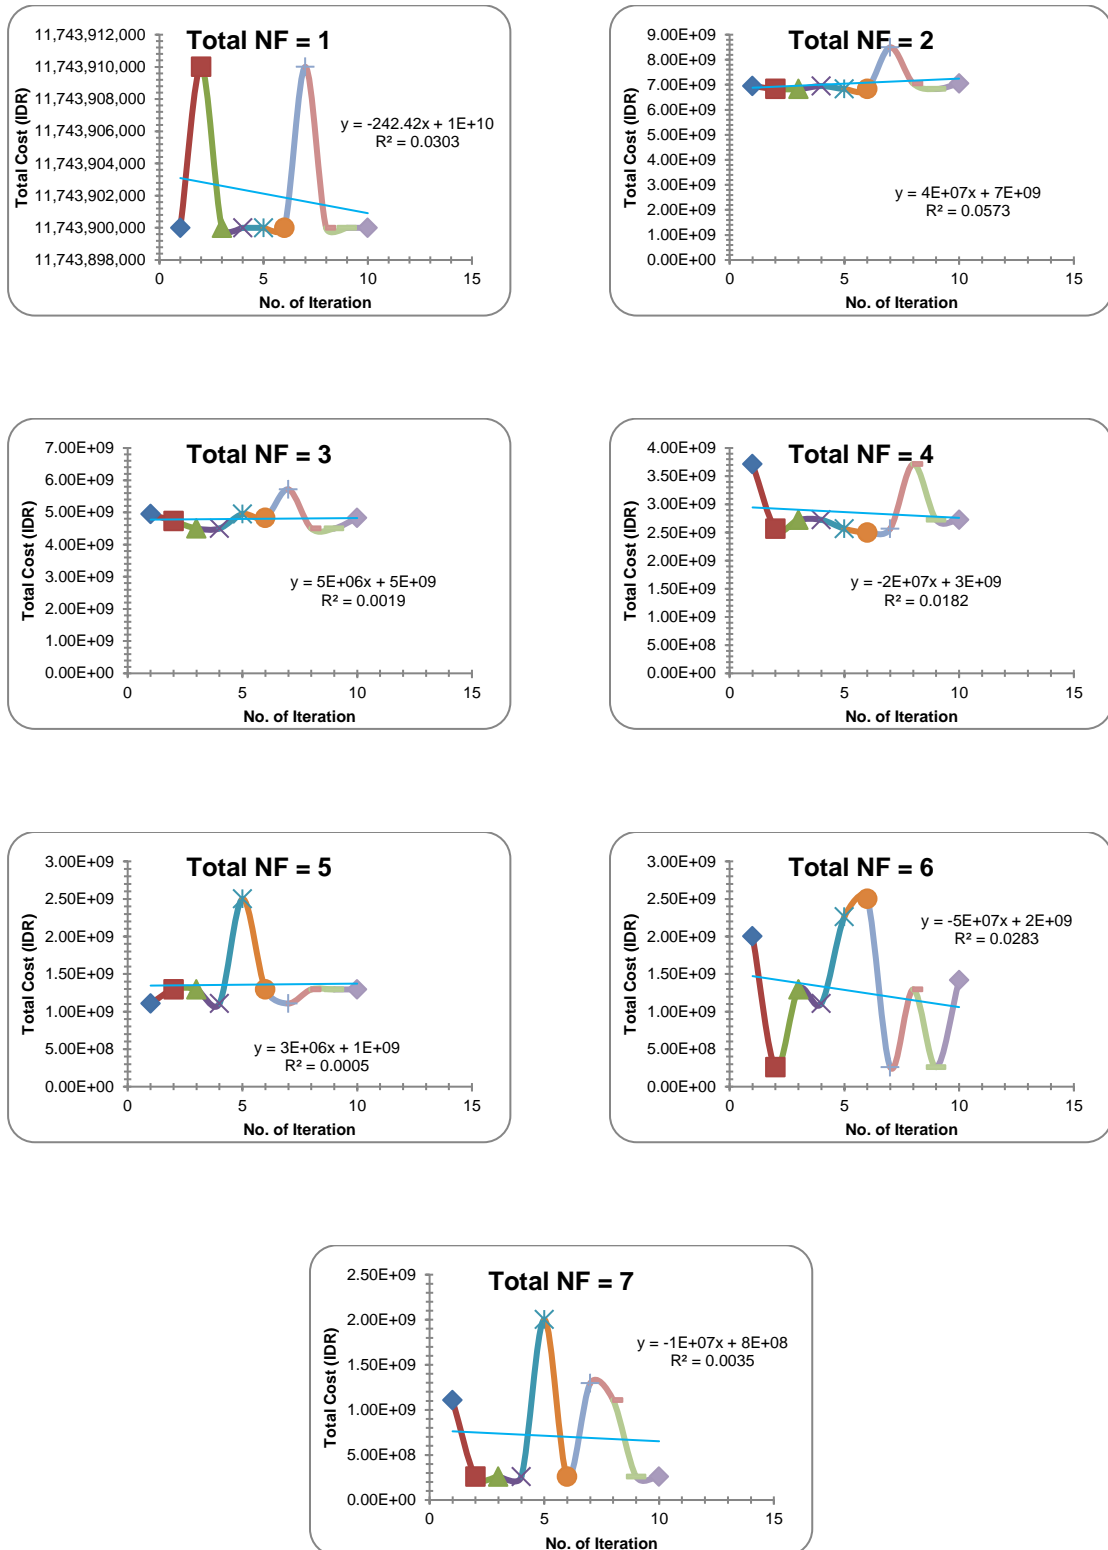 Total NF = 1
Total Cost (IDR)
11,743,912,000
11,743,910,000
11,743,908,000
11,743,906,000
11,743,904,000
11,743,902,000
11,743,900,000
11,743,898,000
y = -242.42x + 1E+10
R² = 0.0303
0 5 10 15
No. of Iteration
Total NF = 2
Total Cost (IDR)
9.00E+09
8.00E+09
7.00E+09
6.00E+09
5.00E+09
4.00E+09
3.00E+09
2.00E+09
1.00E+09
0.00E+00
y = 4E+07x + 7E+09
R² = 0.0573
0 5 10 15
No. of Iteration
Total NF = 3
Total Cost (IDR)
7.00E+09
6.00E+09
5.00E+09
4.00E+09
3.00E+09
2.00E+09
1.00E+09
0.00E+00
y = 5E+06x + 5E+09
R² = 0.0019
0 5 10 15
No. of Iteration
Total NF = 4
Total Cost (IDR)
4.00E+09
3.50E+09
3.00E+09
2.50E+09
2.00E+09
1.50E+09
1.00E+09
5.00E+08
0.00E+00
y = -2E+07x + 3E+09
R² = 0.0182
0 5 10 15
No. of Iteration
Total NF = 5
Total Cost (IDR)
3.00E+09
2.50E+09
2.00E+09
1.50E+09
1.00E+09
5.00E+08
0.00E+00
y = 3E+06x + 1E+09
R² = 0.0005
0 5 10 15
No. of Iteration
Total NF = 6
Total Cost (IDR)
3.00E+09
2.50E+09
2.00E+09
1.50E+09
1.00E+09
5.00E+08
0.00E+00
y = -5E+07x + 2E+09
R² = 0.0283
0 5 10 15
No. of Iteration
Total NF = 7
Total Cost (IDR)
2.50E+09
2.00E+09
1.50E+09
1.00E+09
5.00E+08
0.00E+00
y = -1E+07x + 8E+08
R² = 0.0035
0 5 10 15
No. of Iteration